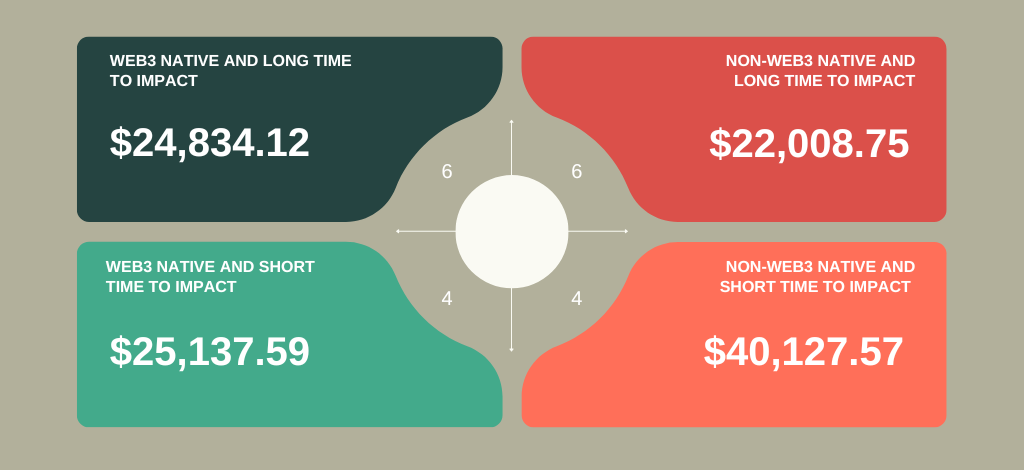 WEB3 NATIVE AND LONG TIME
TO IMPACT
$24,834.12
NON-WEB3 NATIVE AND
LONG TIME TO IMPACT
$22,008.75
6
6
WEB3 NATIVE AND SHORT
TIME TO IMPACT
$25,137.59
4
4
NON-WEB3 NATIVE AND
SHORT TIME TO IMPACT
$40,127.57